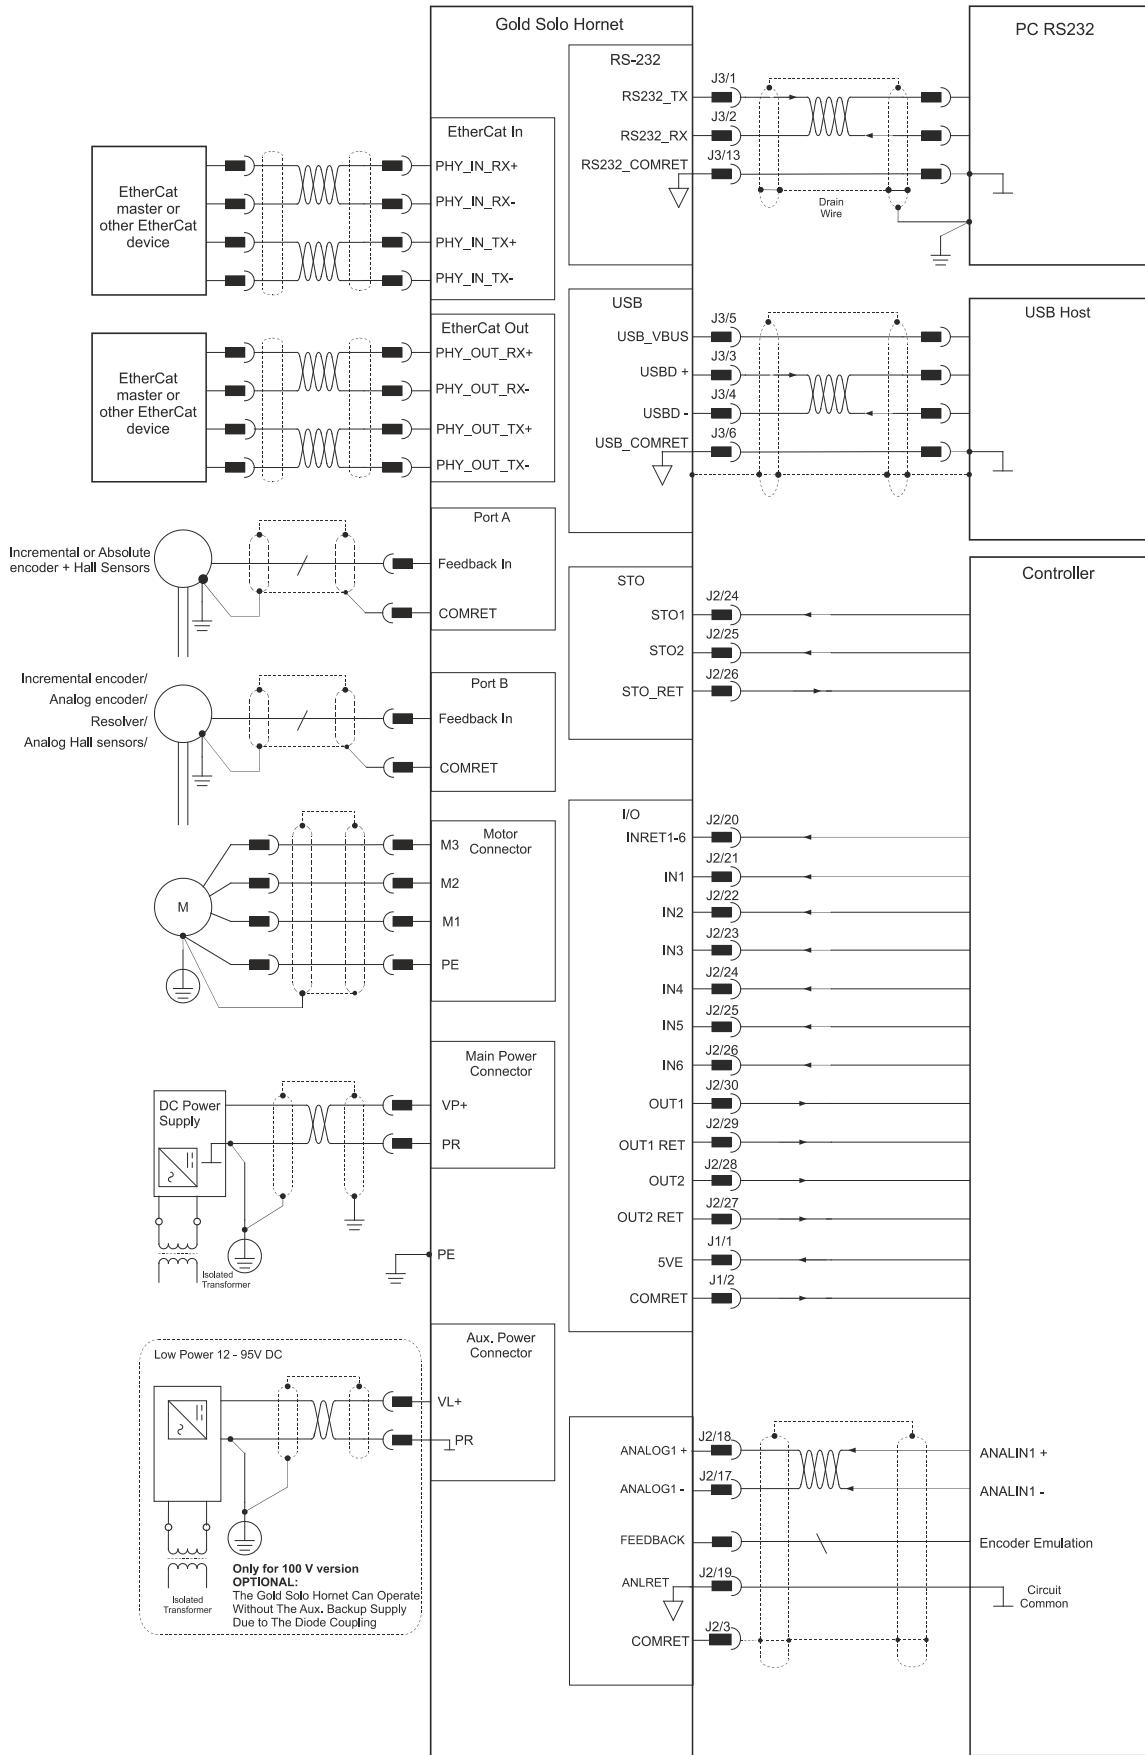 Gold Solo Hornet
EtherCat In
PHY_IN_RX+
PHY_IN_RX-
PHY_IN_TX+
PHY_IN_TX-
EtherCat
master or
other EtherCat
device
EtherCat Out
PHY_OUT_RX+
PHY_OUT_RX-
PHY_OUT_TX+
PHY_OUT_TX-
EtherCat
master or
other EtherCat
device
Port A
Feedback In
COMRET
Incremental or Absolute
encoder + Hall Sensors
Port B
Feedback In
COMRET
Incremental encoder/
Analog encoder/
Resolver/
Analog Hall sensors/
Motor
Connector
M3
M2
M1
PE
M
Main Power
Connector
VP+
PR
DC Power
Supply
Isolated
Transformer
PE
Aux. Power
Connector
VL+
PR
Low Power 12 - 95V DC
Isolated
Transformer
Only for 100 V version
OPTIONAL:
The Gold Solo Hornet Can Operate
Without The Aux. Backup Supply
Due to The Diode Coupling
RS-232
RS232_TX
J3/1
RS232_RX
J3/2
RS232_COMRET
J3/13
Drain
Wire
PC RS232
USB
USB_VBUS
J3/5
USBD +
J3/3
USBD -
J3/4
USB_COMRET
J3/6
USB Host
STO
STO1
J2/24
STO2
J2/25
STO_RET
J2/26
Controller
I/O
INRET1-6
J2/20
IN1
J2/21
IN2
J2/22
IN3
J2/23
IN4
J2/24
IN5
J2/25
IN6
J2/26
OUT1
J2/30
OUT1 RET
J2/29
OUT2
J2/28
OUT2 RET
J2/27
5VE
J1/1
COMRET
J1/2
ANALOG1 +
J2/18
ANALIN1 +
ANALOG1 -
J2/17
ANALIN1 -
FEEDBACK
Encoder Emulation
ANLRET
J2/19
Circuit
Common
COMRET
J2/3